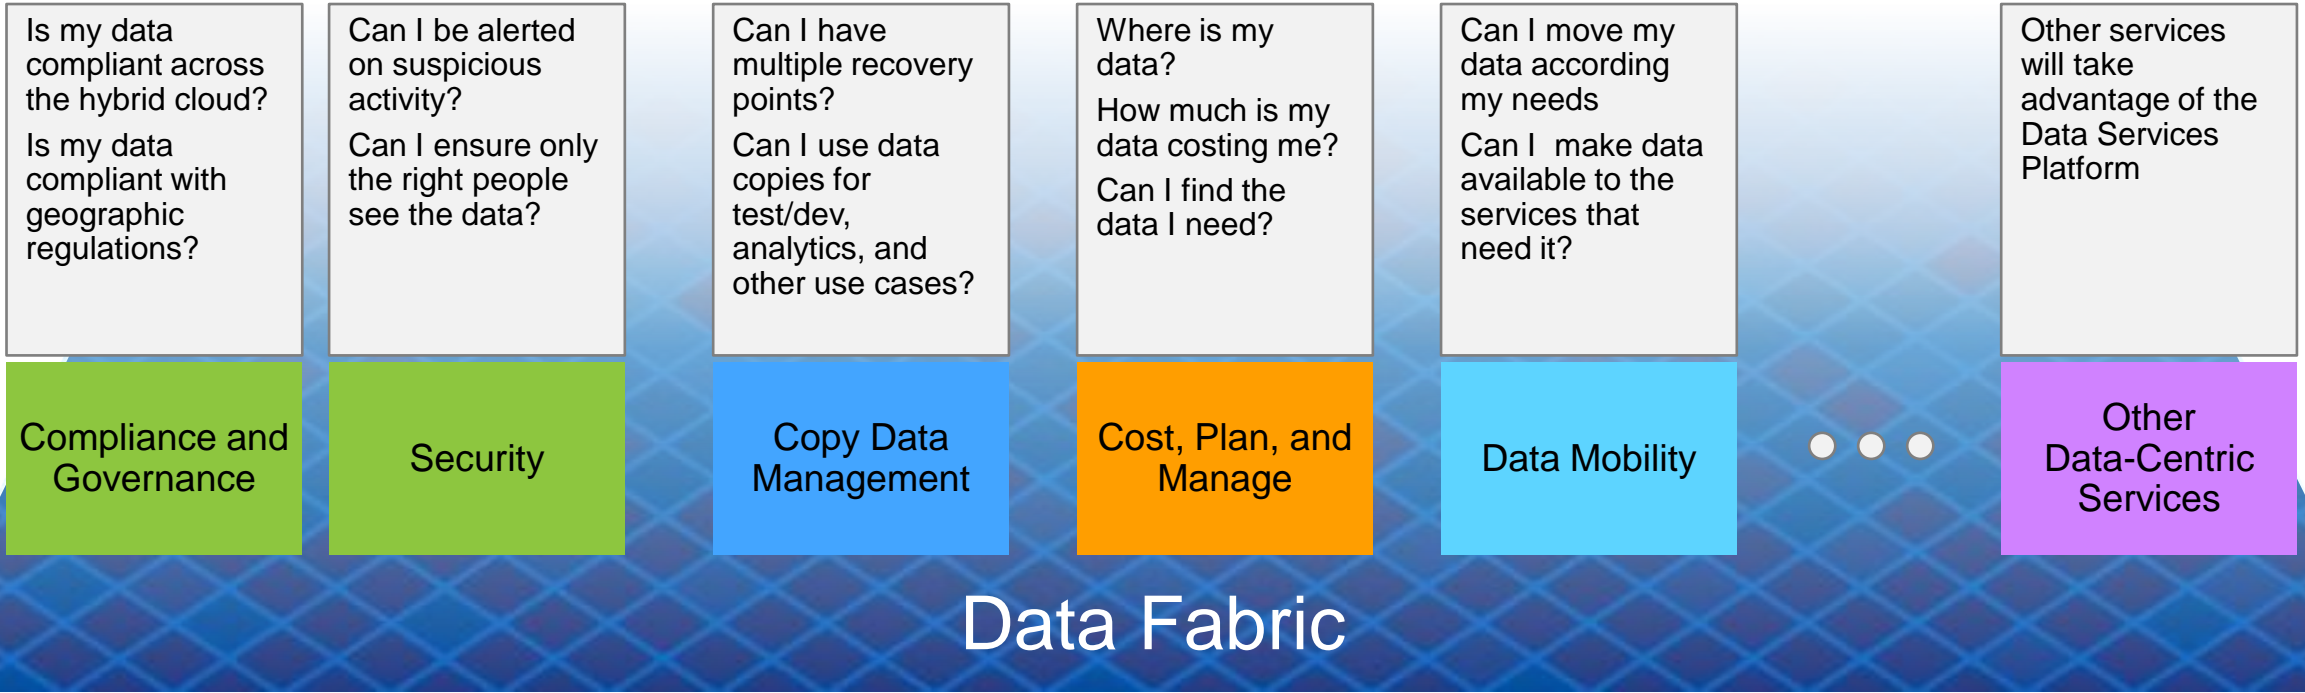 Is my data
compliant across
the hybrid cloud?
Is my data
compliant with
geographic
regulations?
Can I be alerted
on suspicious
activity?
Can I ensure only
the right people
see the data?
Can I have
multiple recovery
points?
Can I use data
copies for
test/dev,
analytics, and
other use cases?
Where is my
data?
How much is my
data costing me?
Can I find the
data I need?
Can I move my
data according
my needs
Can I  make data
available to the
services that
need it?
Other services
will take
advantage of the
Data Services
Platform
Compliance and
Governance
Security
Copy Data
Management
Cost, Plan, and
Manage
Data Mobility
Other
Data-Centric
Services
Data Fabric